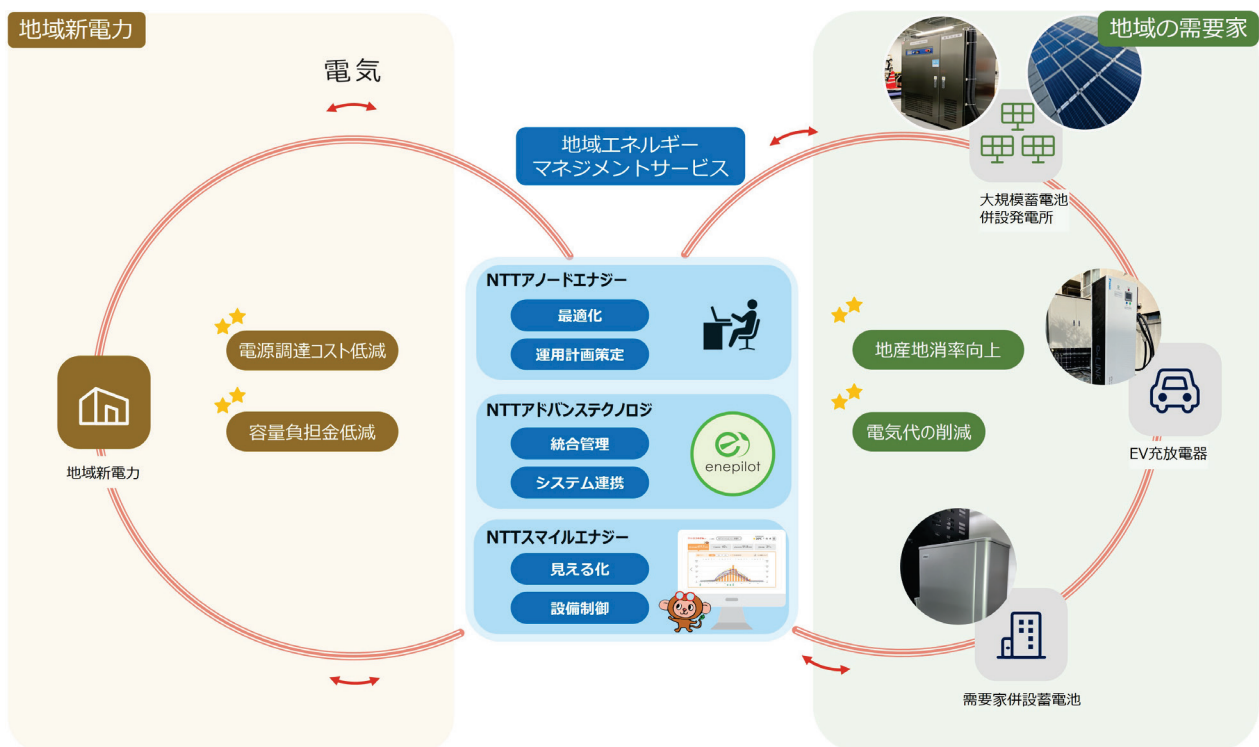 地域新電力
地域の需要家
電気
地域エネルギー
マネジメントサービス
大規模蓄電池
併設発電所
NTTアノードエナジー
最適化
運用計画策定
電源調達コスト低減
容量負担金低減
地域新電力
NTTアドバンステクノロジ
統合管理
システム連携
enepilot
NTTスマイルエナジー
見える化
設備制御
地産地消率向上
電気代の削減
EV充放電器
需要家併設蓄電池